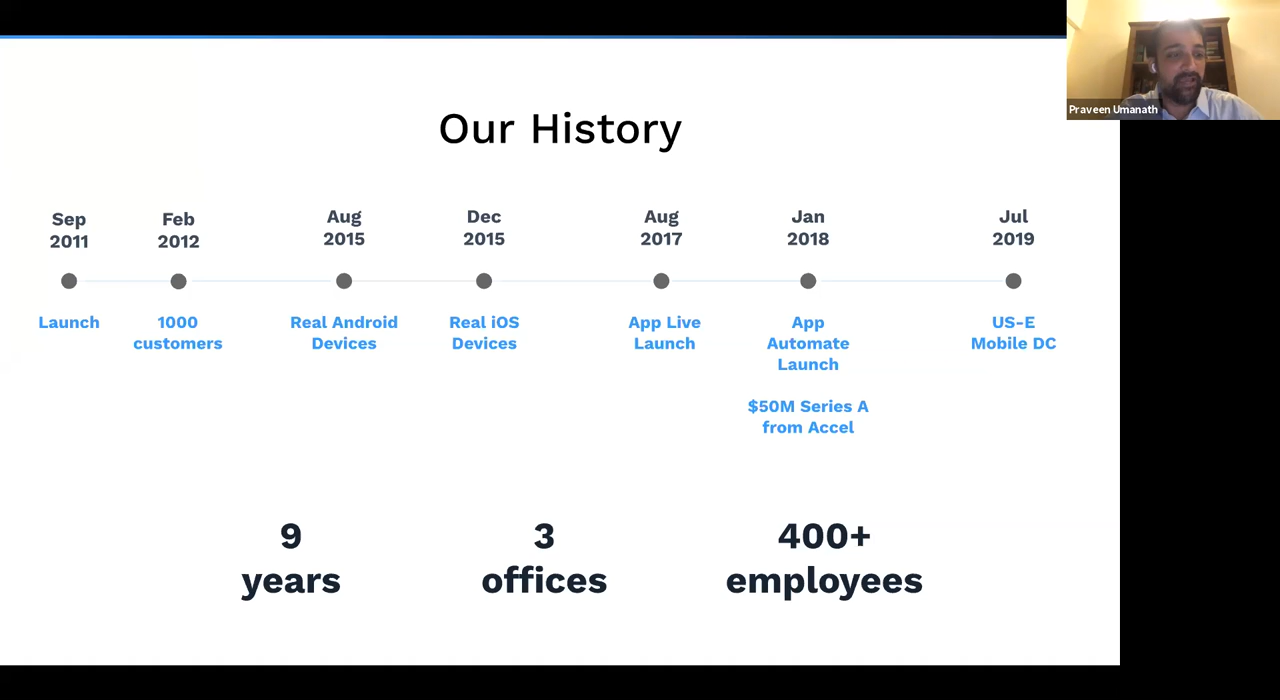 Praveen Umanath
Our History
Sep
2011
Feb
2012
Aug
2015
Dec
2015
Aug
2017
Jan
2018
Jul
2019
Launch
1000
customers
Real Android
Devices
Real iOS
Devices
App Live
Launch
App
Automate
Launch
$50M Series A
from Accel
US-E
Mobile DC
9
years
3
offices
400+
employees